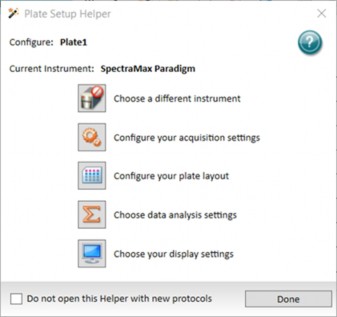 Plate Setup Helper
Configure: Plate1
Current Instrument: SpectraMax Paradigm
Choose a different instrument
Configure your acquisition settings
Configure your plate layout
Choose data analysis settings
Choose your display settings
Do not open this Helper with new protocols
Done